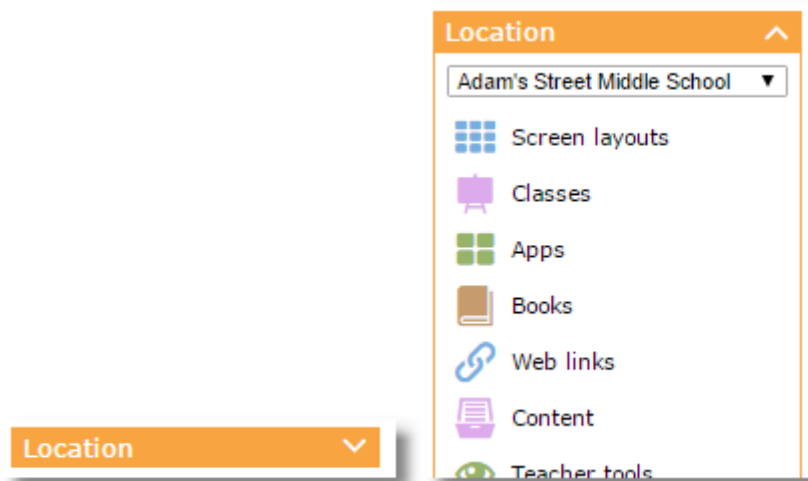 Location
Location
Adam's Street Middle School
Screen layouts
Classes
Apps
Books
Web links
Content
Teacher tools